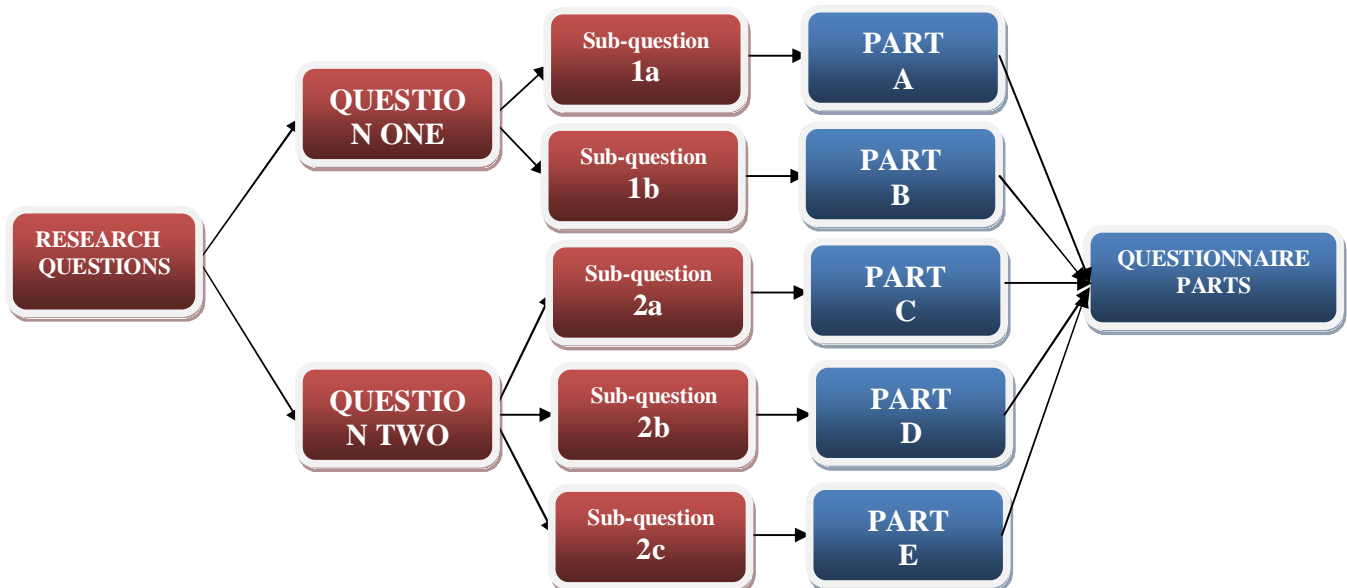 RESEARCH
QUESTIONS
QUESTIO
N ONE
QUESTIO
N TWO
Sub-question
1a
Sub-question
1b
Sub-question
2a
Sub-question
2b
Sub-question
2c
PART
A
PART
B
PART
C
PART
D
PART
E
QUESTIONNAIRE
PARTS